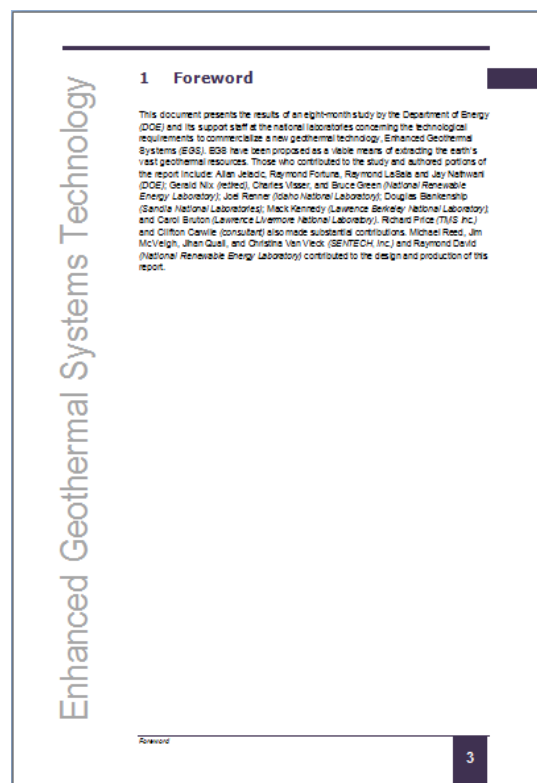 1 Foreword
This document presents the results of an eight-month study by the Department of Energy
(DOE) and its support staff at the national laboratories concerning the technological
requirements to commercialize a new geothermal technology, Enhanced Geothermal
Systems (EGS). EGS have been proposed as a viable means of extracting the earth's
vast geothermal resources. Those who contributed to the study and authored portions of
the report include: Allan Jelacic, Raymond Fortuna, Raymond LaSala and Jay Nathwani
(DOE); Gerald Nix (retired), Charles Visser, and Bruce Green (National Renewable
Energy Laboratory); Joel Renner (Idaho National Laboratory); Douglas Blankenship
(Sandia National Laboratories); Mack Kennedy (Lawrence Berkeley National Laboratory);
and Carol Bruton (Lawrence Livermore National Laboratory). Richard Price (TMS Inc.)
and Clifton Carwile (consultant) also made substantial contributions. Michael Reed, Jim
McVeigh, Jihan Quail, and Christina Van Vleck (SENTECH, Inc.) and Raymond David
(National Renewable Energy Laboratory) contributed to the design and production of this
report.
Enhanced Geothermal Systems Technology
Foreword
3